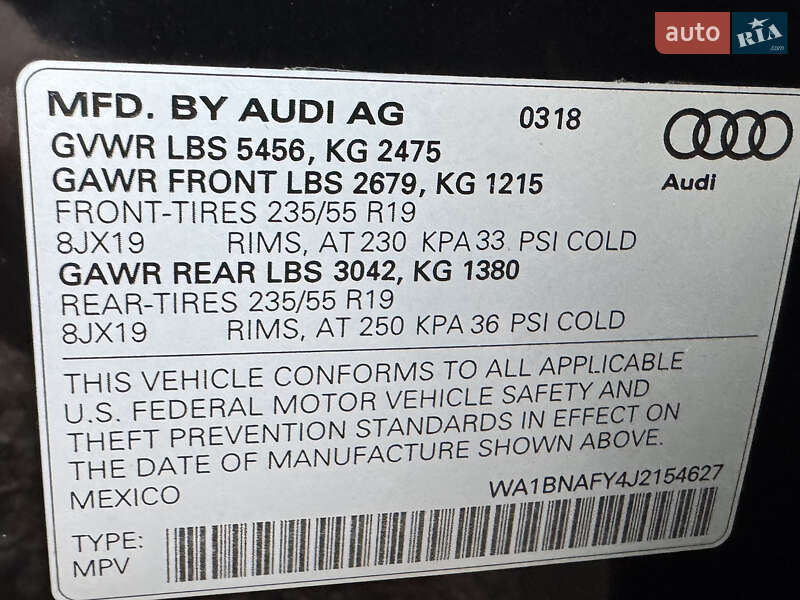 auto RIA .com
MFD. BY AUDI AG 0318
GVWR LBS 5456, KG 2475
GAWR FRONT LBS 2679, KG 1215
Audi
FRONT-TIRES 235/55 R19
8JX19 RIMS, AT 230 KPA 33 PSI COLD
GAWR REAR LBS 3042, KG 1380
REAR-TIRES 235/55 R19
8JX19 RIMS, AT 250 KPA 36 PSI COLD
THIS VEHICLE CONFORMS TO ALL APPLICABLE
U.S. FEDERAL MOTOR VEHICLE SAFETY AND
THEFT PREVENTION STANDARDS IN EFFECT ON
THE DATE OF MANUFACTURE SHOWN ABOVE.
MEXICO WA1BNAFY4J2154627
TYPE:
MPV